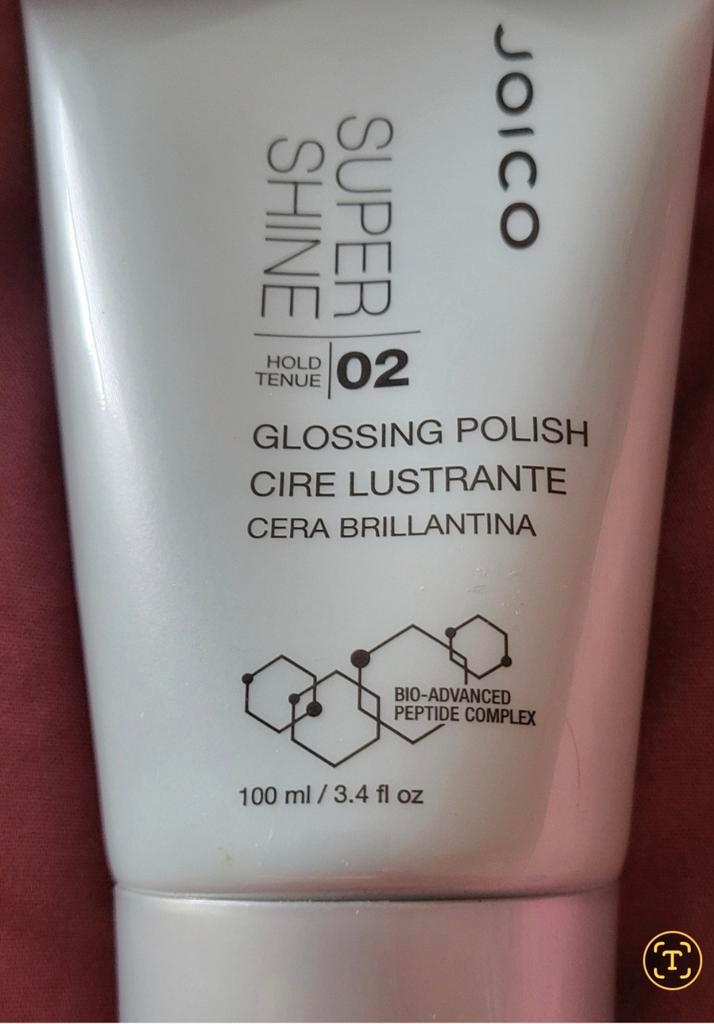 JOICO
SUPER
SHINE
HOLD
TENUE
02
GLOSSING POLISH
CIRE LUSTRANTE
CERA BRILLANTINA
BIO-ADVANCED
PEPTIDE COMPLEX
100 ml / 3.4 fl oz
T